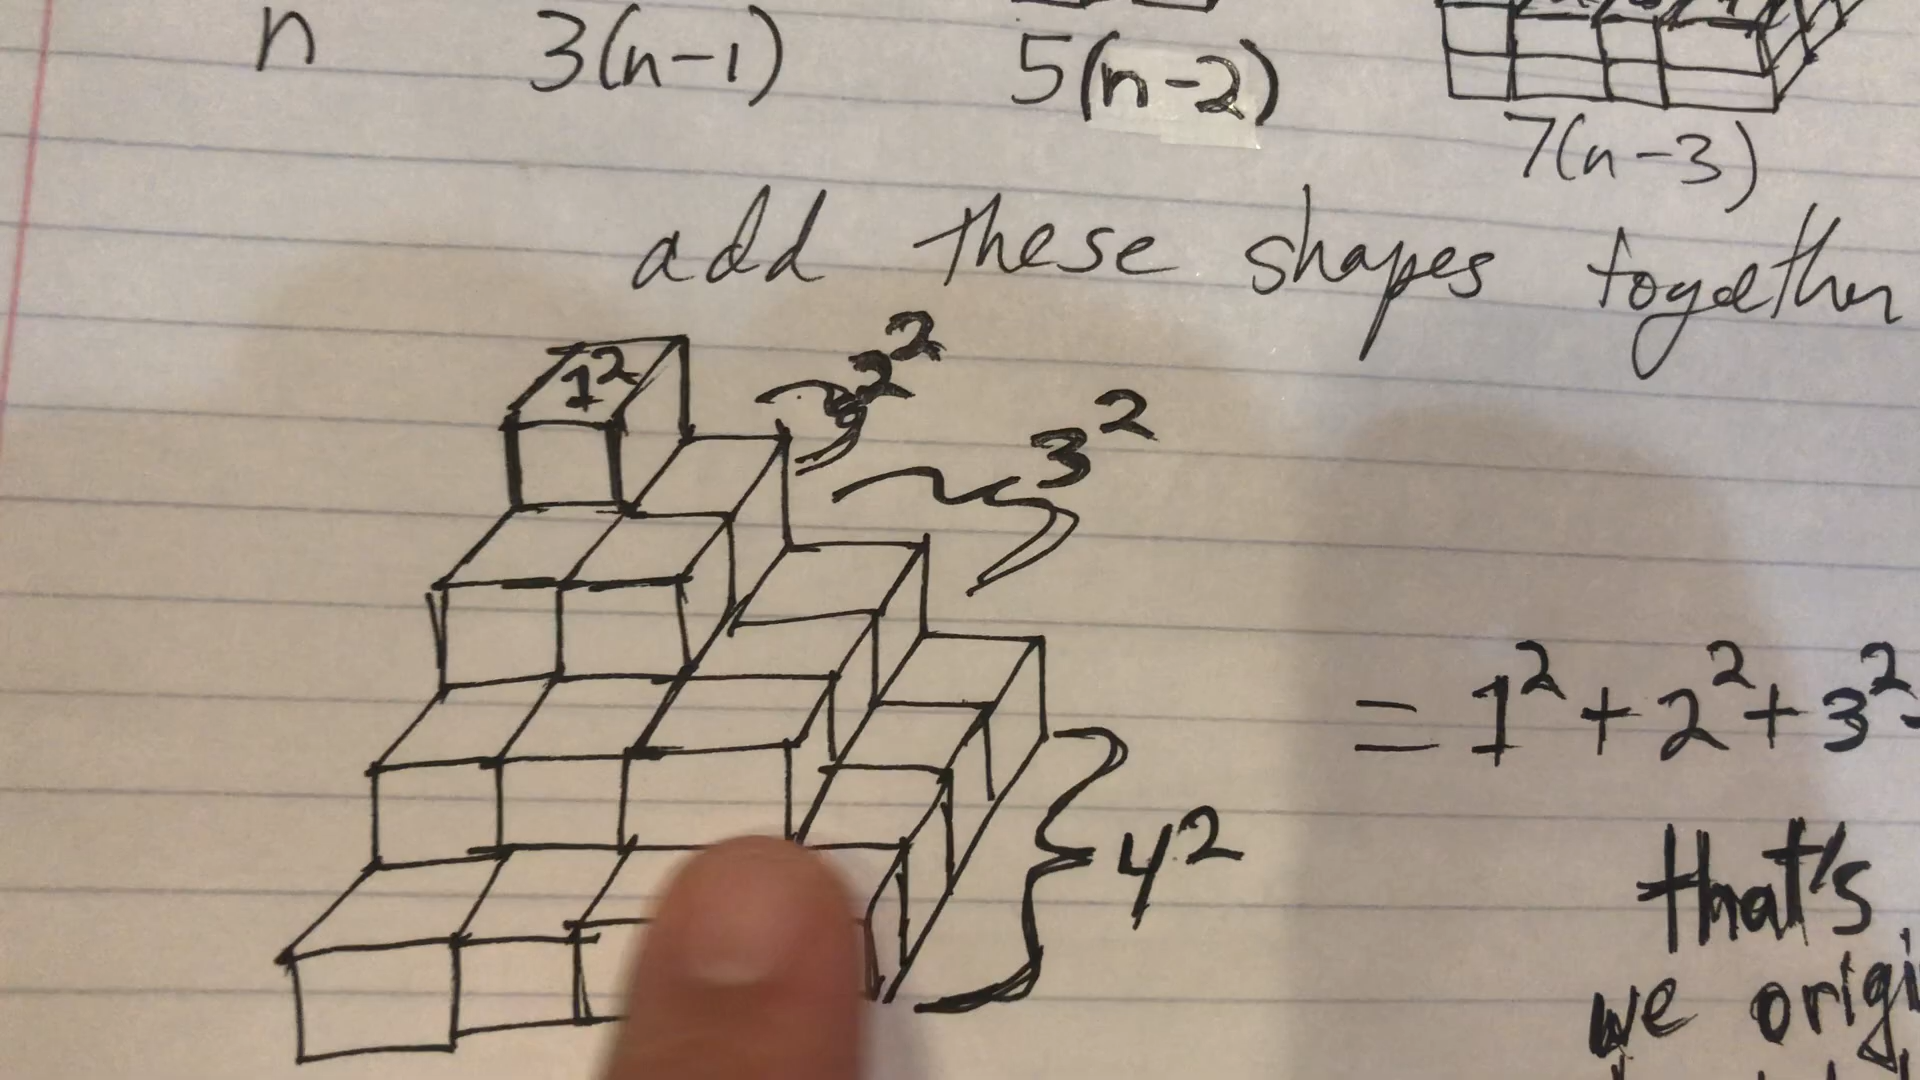 n 3(n-1) 5(n-2) 7(n-3)
add these shapes together
1² 2² 3²
4²
= 1² + 2² + 3²
that's
we